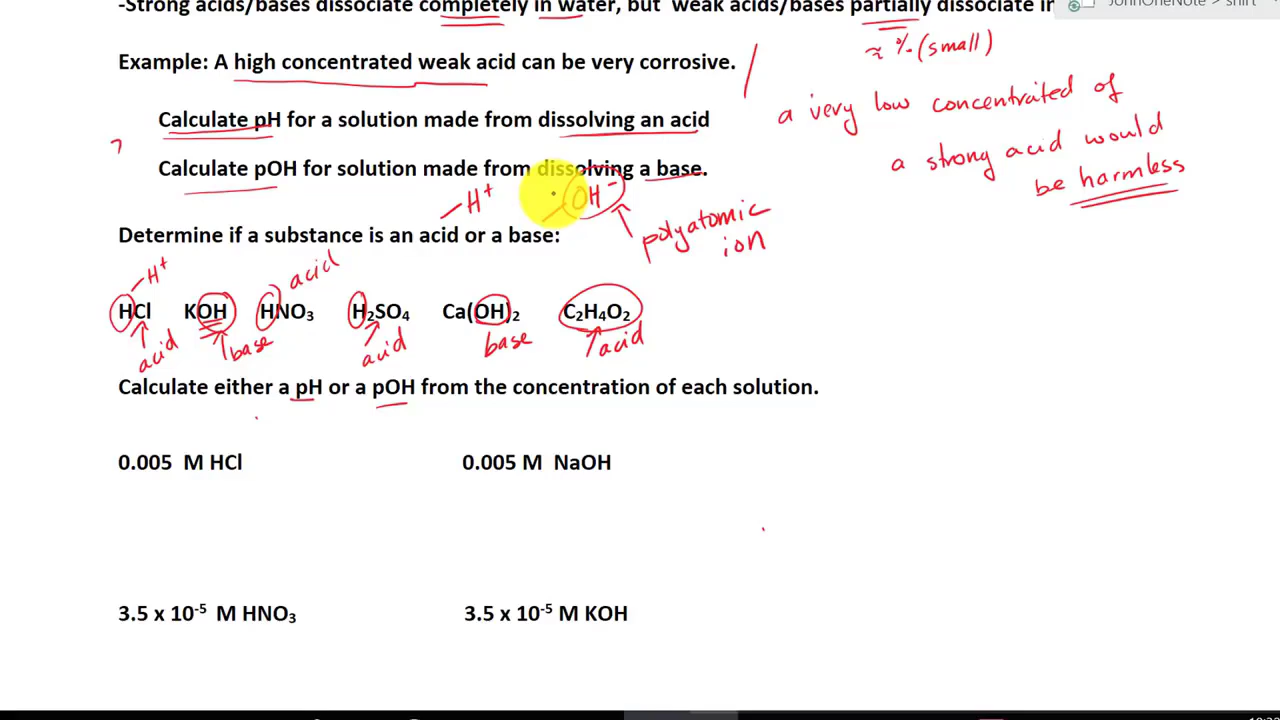 -Strong acids/bases dissociate completely in water, but weak acids/bases partially dissociate in
JohnOneNote > shirt
≈ % (small)
Example: A high concentrated weak acid can be very corrosive.
a very low concentrated of
a strong acid would
be harmless
Calculate pH for a solution made from dissolving an acid
Calculate pOH for solution made from dissolving a base.
H⁺
OH⁻
polyatomic
ion
Determine if a substance is an acid or a base:
H⁺
acid
HCl KOH HNO₃ H₂SO₄ Ca(OH)₂ C₂H₄O₂
acid base acid base acid
Calculate either a pH or a pOH from the concentration of each solution.
0.005 M HCl 0.005 M NaOH
3.5 x 10⁻⁵ M HNO₃ 3.5 x 10⁻⁵ M KOH